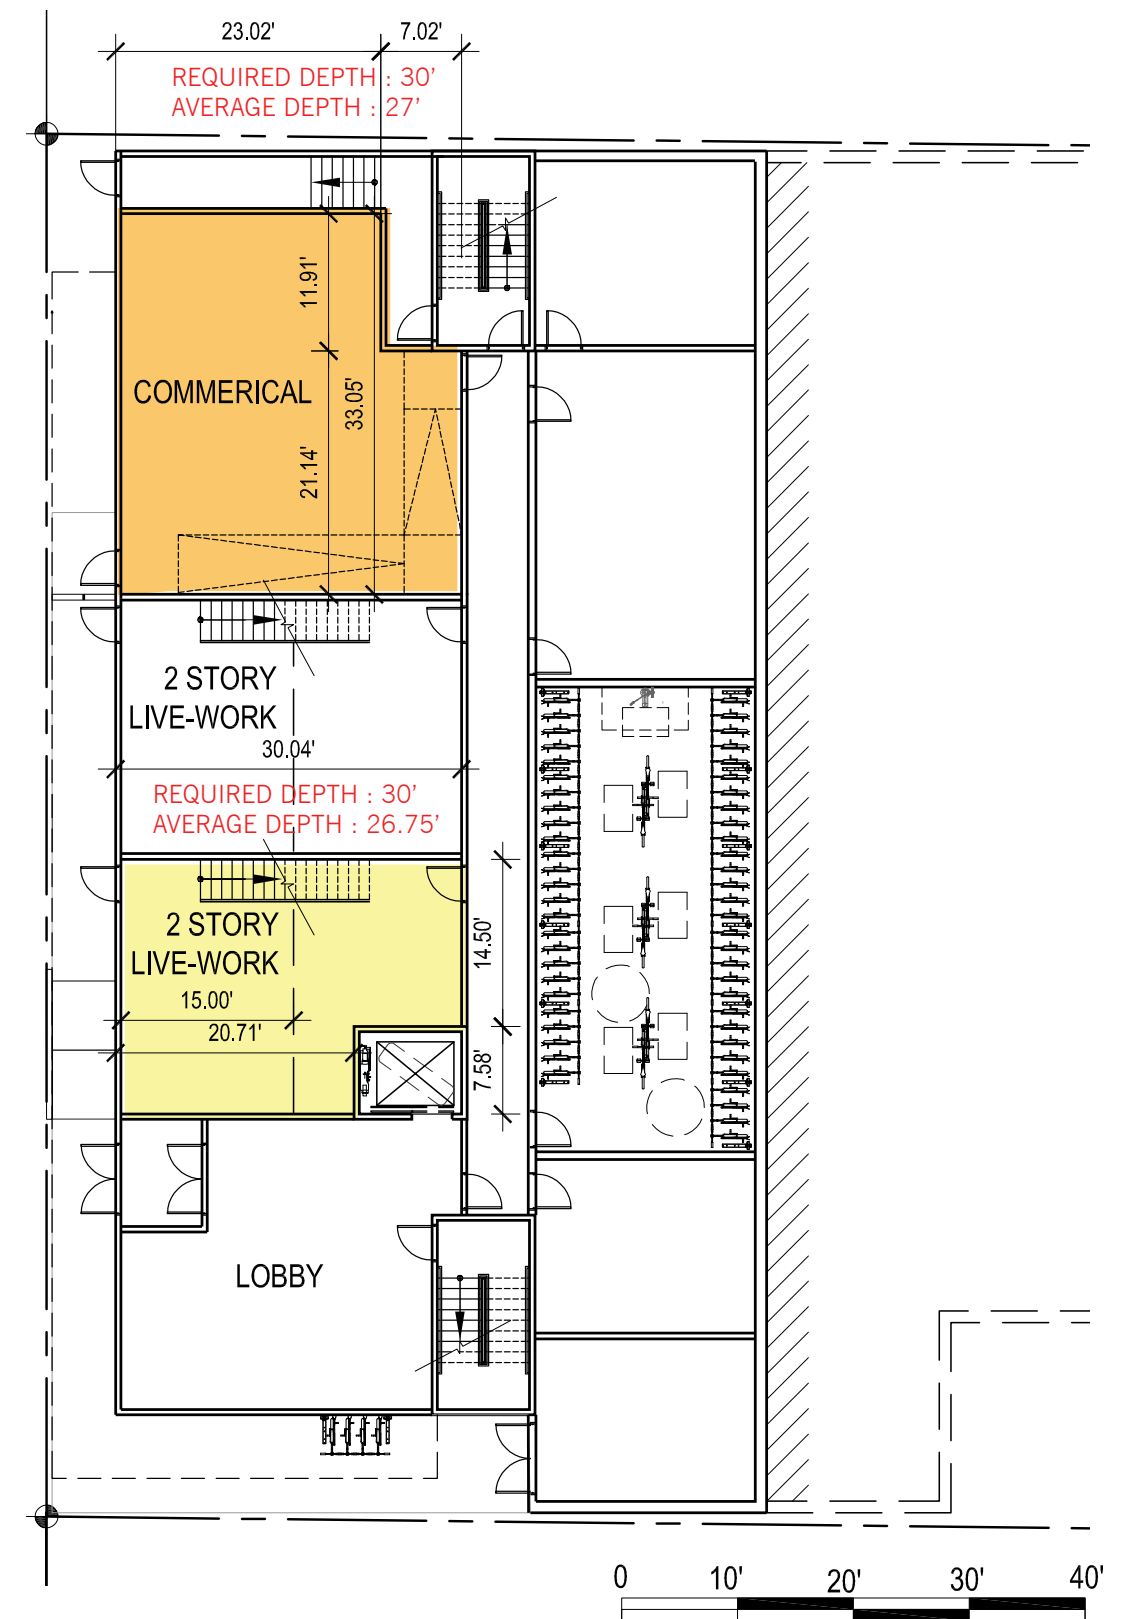 23.02' 7.02'
REQUIRED DEPTH : 30'
AVERAGE DEPTH : 27'
11.91'
COMMERICAL
33.05'
21.14'
2 STORY
LIVE-WORK
30.04'
REQUIRED DEPTH : 30'
AVERAGE DEPTH : 26.75'
2 STORY
LIVE-WORK
14.50'
15.00'
20.71'
7.58'
LOBBY
0 10' 20' 30' 40'